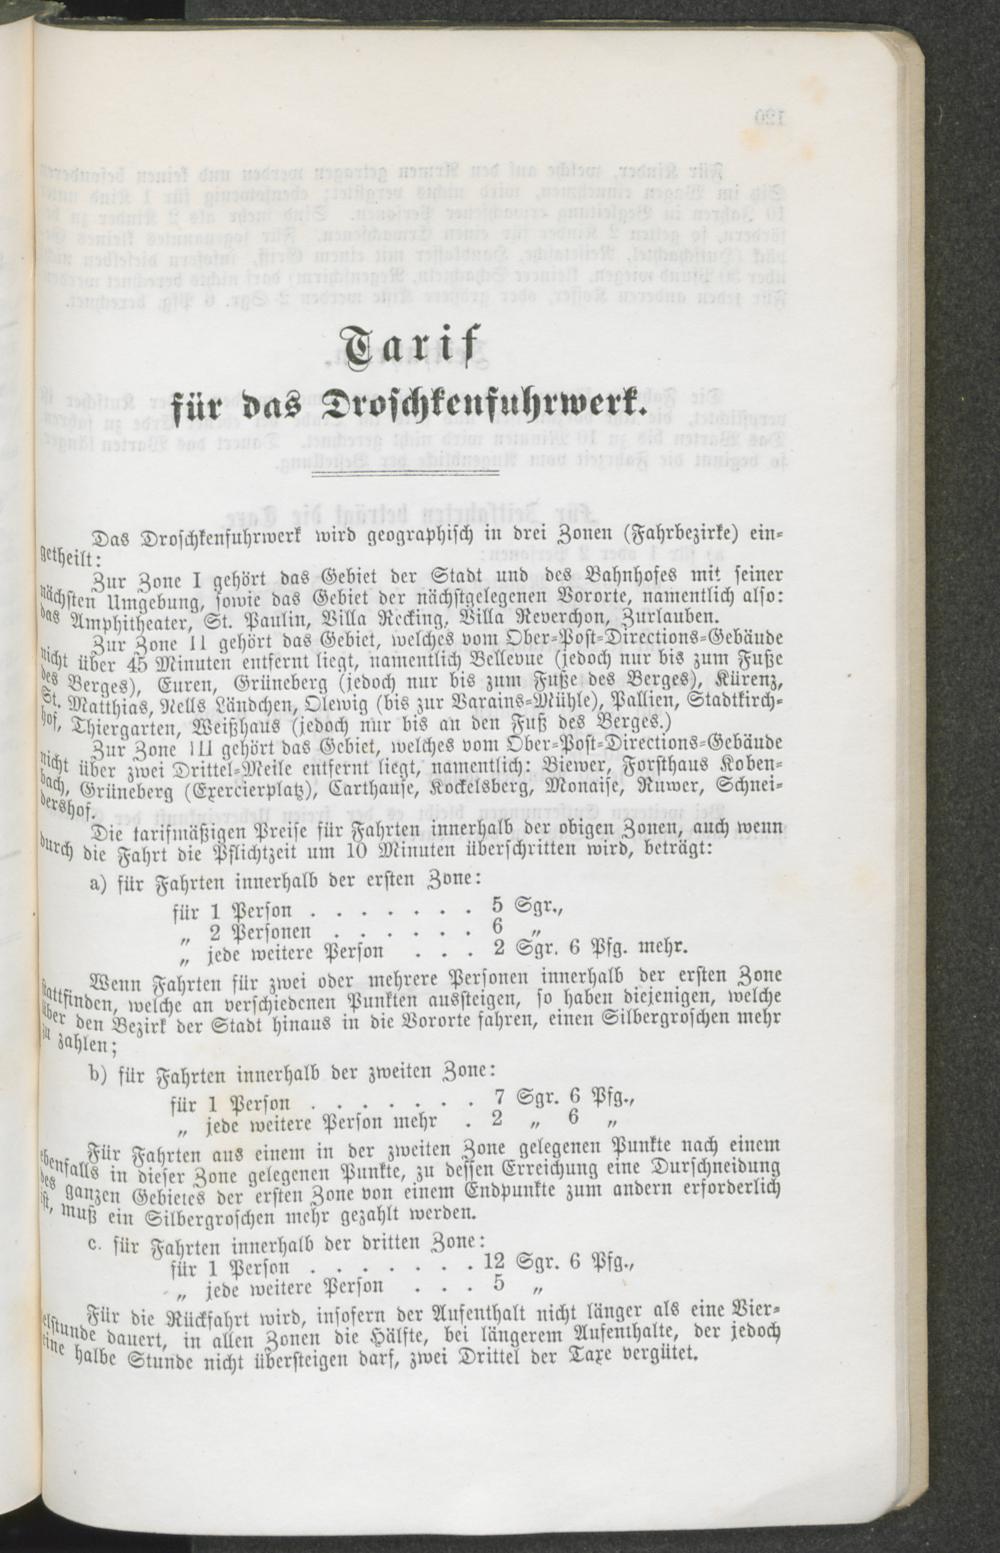 Tarif
für das Droschkenfuhrwerk.
Das Droschkenfuhrwerk wird geographisch in drei Zonen (Fahrbezirke) ein-
getheilt:
Zur Zone I gehört das Gebiet der Stadt und des Bahnhofes mit seiner
nächsten Umgebung, sowie das Gebiet der nächstgelegenen Vororte, namentlich also:
das Amphitheater, St. Paulin, Villa Recking, Villa Reverchon, Zurlauben.
Zur Zone II gehört das Gebiet, welches vom Ober-Post-Directions-Gebäude
nicht über 45 Minuten entfernt liegt, namentlich Bellevue (jedoch nur bis zum Fuße
des Berges), Euren, Grüneberg (jedoch nur bis zum Fuße des Berges), Kürenz,
St. Matthias, Nells Ländchen, Olewig (bis zur Varains-Mühle), Pallien, Stadtkirch-
hof, Thiergarten, Weißhaus (jedoch nur bis an den Fuß des Berges.)
Zur Zone III gehört das Gebiet, welches vom Ober-Post-Directions-Gebäude
nicht über zwei Drittel-Meile entfernt liegt, namentlich: Biewer, Forsthaus Koben-
bach, Grüneberg (Exercierplatz), Carthause, Kockelsberg, Monaise, Ruwer, Schnei-
dershof.
Die tarifmäßigen Preise für Fahrten innerhalb der obigen Zonen, auch wenn
durch die Fahrt die Pflichtzeit um 10 Minuten überschritten wird, beträgt:
a) für Fahrten innerhalb der ersten Zone:
für 1 Person . . . . . . . 5 Sgr.,
„ 2 Personen . . . . . . 6 „
„ jede weitere Person . . . 2 Sgr. 6 Pfg. mehr.
Wenn Fahrten für zwei oder mehrere Personen innerhalb der ersten Zone
stattfinden, welche an verschiedenen Punkten aussteigen, so haben diejenigen, welche
über den Bezirk der Stadt hinaus in die Vororte fahren, einen Silbergroschen mehr
zu zahlen;
b) für Fahrten innerhalb der zweiten Zone:
für 1 Person . . . . . . . 7 Sgr. 6 Pfg.,
„ jede weitere Person mehr . 2 „ 6 „
Für Fahrten aus einem in der zweiten Zone gelegenen Punkte nach einem
ebenfalls in dieser Zone gelegenen Punkte, zu dessen Erreichung eine Durschneidung
des ganzen Gebietes der ersten Zone von einem Endpunkte zum andern erforderlich
ist, muß ein Silbergroschen mehr gezahlt werden.
c. für Fahrten innerhalb der dritten Zone:
für 1 Person . . . . . . . 12 Sgr. 6 Pfg.,
„ jede weitere Person . . . 5 „
Für die Rückfahrt wird, insofern der Aufenthalt nicht länger als eine Vier-
elstunde dauert, in allen Zonen die Hälfte, bei längerem Aufenthalte, der jedoch
eine halbe Stunde nicht übersteigen darf, zwei Drittel der Taxe vergütet.